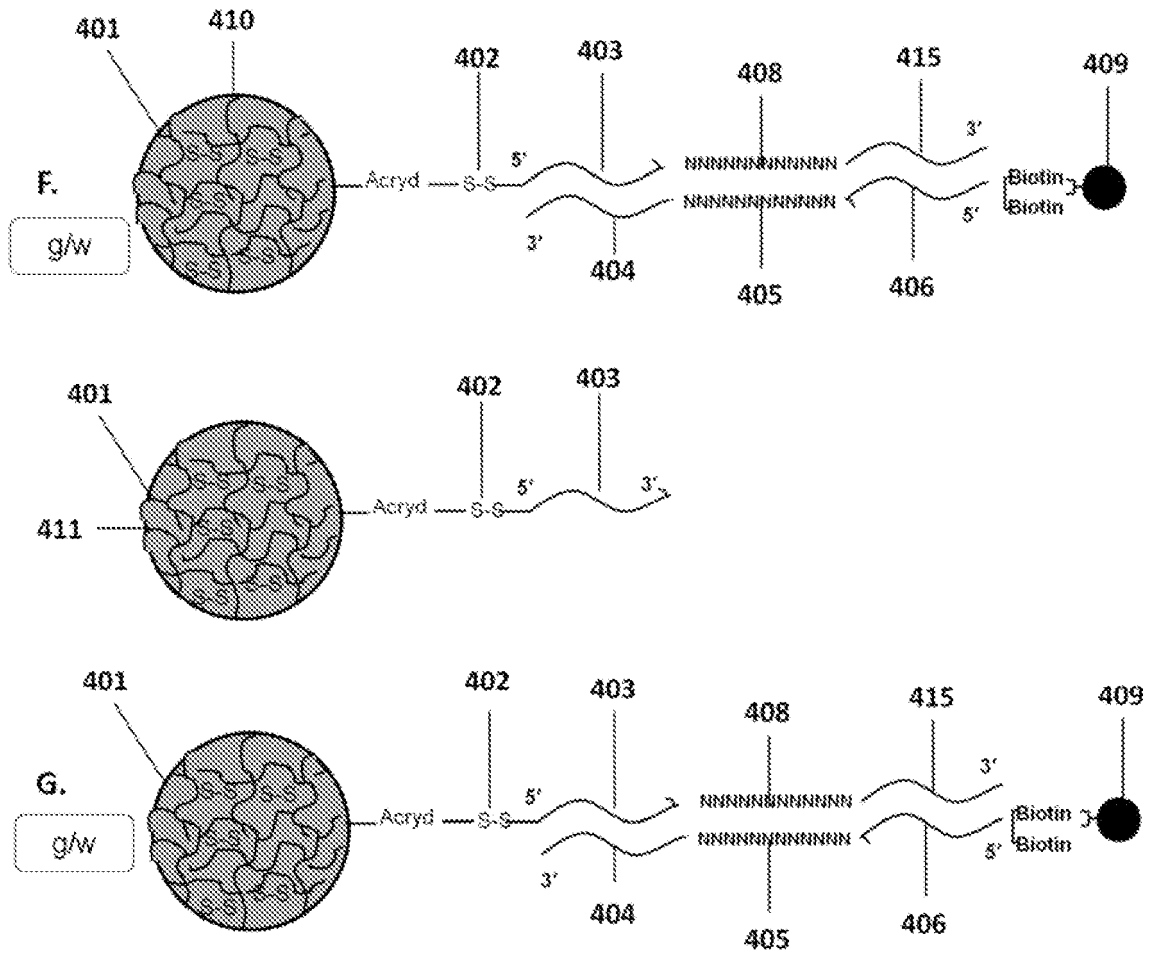 401 410 402 403 408 415 409
F.
g/w
S-S S-S
S-S
S-S
Acryd S-S 5' 3' 3' 5'
NNNNNNNNNNNN
NNNNNNNNNNNN
Biotin
Biotin
404 405 406
401 402 403
411
S-S S-S
S-S
S-S S-S
Acryd S-S 5' 3'
401 402 403 408 415 409
G.
g/w
S-S S-S
S-S S-S
Acryd S-S 5' 3' 3' 5'
NNNNNNNNNNNN
NNNNNNNNNNNN
Biotin
Biotin
404 405 406